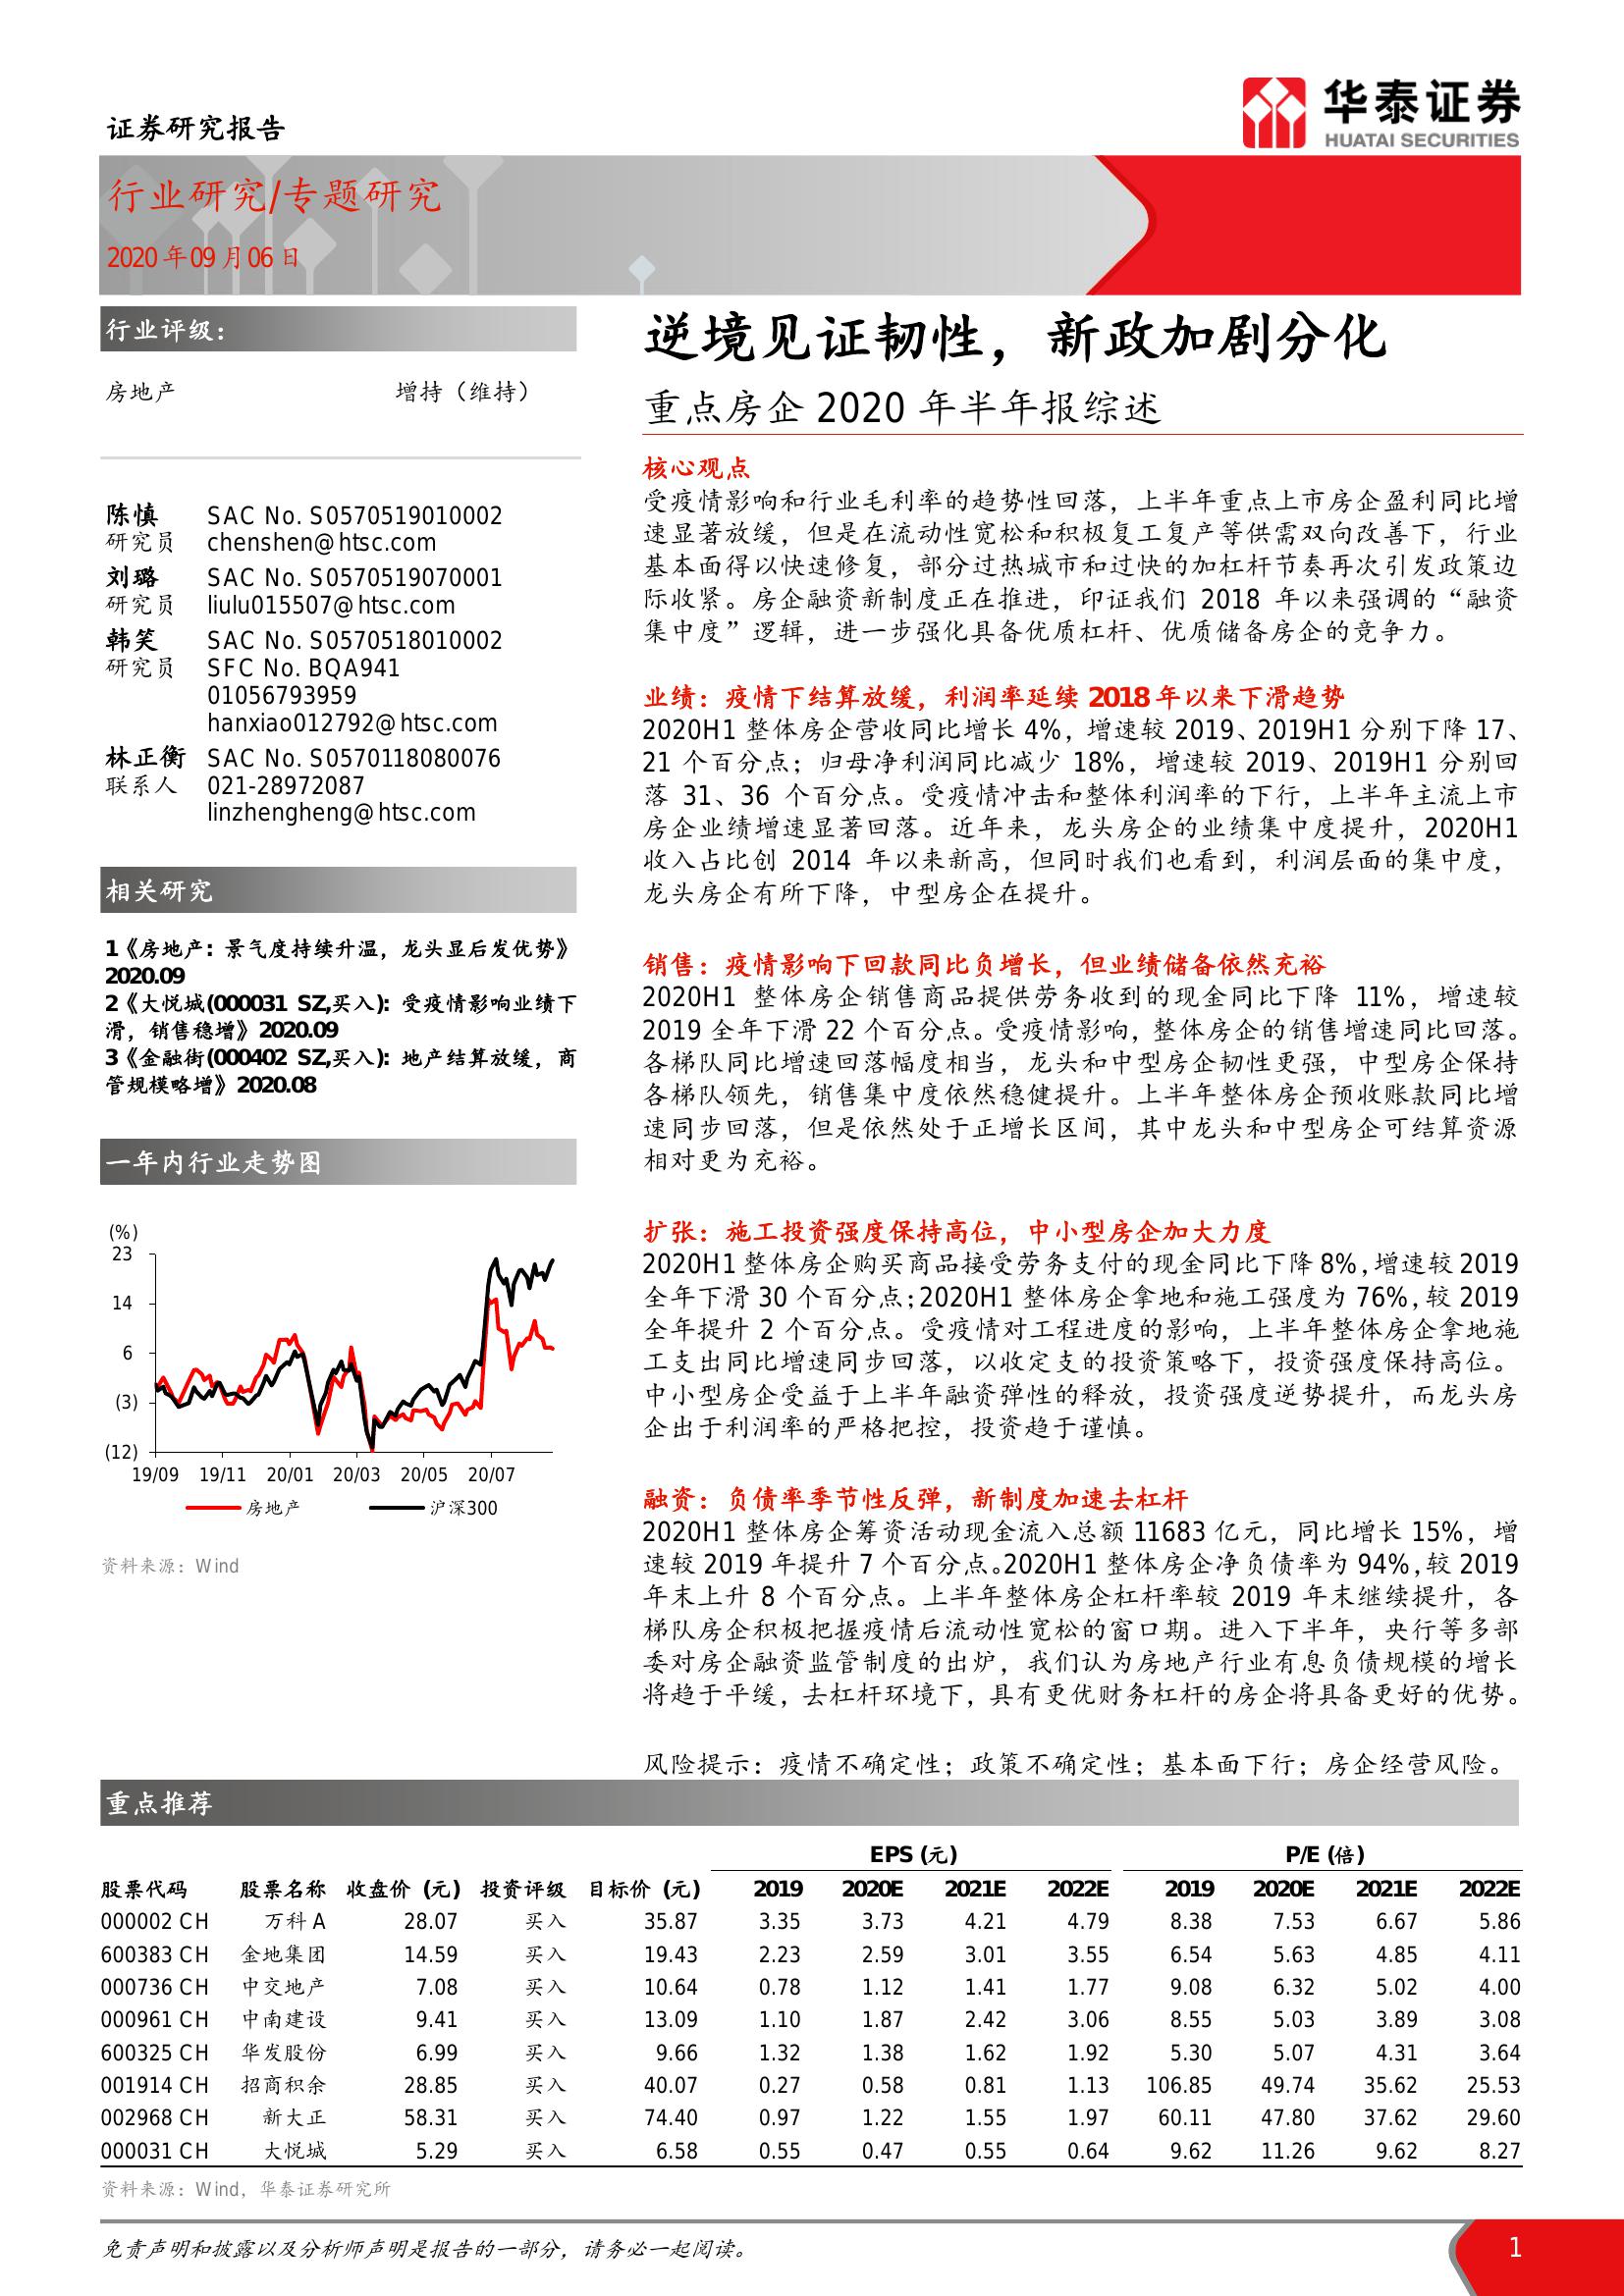 证券研究报告
华泰证券
HUATAI SECURITIES
行业研究/专题研究
2020年09月06日
行业评级：
房地产 增持（维持）
陈慎 SAC No. S0570519010002
研究员 chenshen@htsc.com
刘璐 SAC No. S0570519070001
研究员 liulu015507@htsc.com
韩笑 SAC No. S0570518010002
研究员 SFC No. BQA941
01056793959
hanxiao012792@htsc.com
林正衡 SAC No. S0570118080076
联系人 021-28972087
linzhengheng@htsc.com
相关研究
1《房地产: 景气度持续升温，龙头显后发优势》
2020.09
2《大悦城(000031 SZ,买入): 受疫情影响业绩下
滑，销售稳增》2020.09
3《金融街(000402 SZ,买入): 地产结算放缓，商
管规模略增》2020.08
一年内行业走势图
(%)
23
14
6
(3)
(12)
19/09 19/11 20/01 20/03 20/05 20/07
房地产 沪深300
资料来源：Wind
逆境见证韧性，新政加剧分化
重点房企 2020 年半年报综述
核心观点
受疫情影响和行业毛利率的趋势性回落，上半年重点上市房企盈利同比增
速显著放缓，但是在流动性宽松和积极复工复产等供需双向改善下，行业
基本面得以快速修复，部分过热城市和过快的加杠杆节奏再次引发政策边
际收紧。房企融资新制度正在推进，印证我们 2018 年以来强调的“融资
集中度”逻辑，进一步强化具备优质杠杆、优质储备房企的竞争力。
业绩：疫情下结算放缓，利润率延续 2018 年以来下滑趋势
2020H1 整体房企营收同比增长 4%，增速较 2019、2019H1 分别下降 17、
21 个百分点；归母净利润同比减少 18%，增速较 2019、2019H1 分别回
落 31、36 个百分点。受疫情冲击和整体利润率的下行，上半年主流上市
房企业绩增速显著回落。近年来，龙头房企的业绩集中度提升，2020H1
收入占比创 2014 年以来新高，但同时我们也看到，利润层面的集中度，
龙头房企有所下降，中型房企在提升。
销售：疫情影响下回款同比负增长，但业绩储备依然充裕
2020H1 整体房企销售商品提供劳务收到的现金同比下降 11%，增速较
2019 全年下滑 22 个百分点。受疫情影响，整体房企的销售增速同比回落。
各梯队同比增速回落幅度相当，龙头和中型房企韧性更强，中型房企保持
各梯队领先，销售集中度依然稳健提升。上半年整体房企预收账款同比增
速同步回落，但是依然处于正增长区间，其中龙头和中型房企可结算资源
相对更为充裕。
扩张：施工投资强度保持高位，中小型房企加大力度
2020H1 整体房企购买商品接受劳务支付的现金同比下降 8%，增速较 2019
全年下滑 30 个百分点；2020H1 整体房企拿地和施工强度为 76%，较 2019
全年提升 2 个百分点。受疫情对工程进度的影响，上半年整体房企拿地施
工支出同比增速同步回落，以收定支的投资策略下，投资强度保持高位。
中小型房企受益于上半年融资弹性的释放，投资强度逆势提升，而龙头房
企出于利润率的严格把控，投资趋于谨慎。
融资：负债率季节性反弹，新制度加速去杠杆
2020H1 整体房企筹资活动现金流入总额 11683 亿元，同比增长 15%，增
速较 2019 年提升 7 个百分点。2020H1 整体房企净负债率为 94%，较 2019
年末上升 8 个百分点。上半年整体房企杠杆率较 2019 年末继续提升，各
梯队房企积极把握疫情后流动性宽松的窗口期。进入下半年，央行等多部
委对房企融资监管制度的出炉，我们认为房地产行业有息负债规模的增长
将趋于平缓，去杠杆环境下，具有更优财务杠杆的房企将具备更好的优势。
风险提示：疫情不确定性；政策不确定性；基本面下行；房企经营风险。
重点推荐
EPS (元) P/E (倍)
股票代码 股票名称 收盘价 (元) 投资评级 目标价 (元) 2019 2020E 2021E 2022E 2019 2020E 2021E 2022E
000002 CH 万科A 28.07 买入 35.87 3.35 3.73 4.21 4.79 8.38 7.53 6.67 5.86
600383 CH 金地集团 14.59 买入 19.43 2.23 2.59 3.01 3.55 6.54 5.63 4.85 4.11
000736 CH 中交地产 7.08 买入 10.64 0.78 1.12 1.41 1.77 9.08 6.32 5.02 4.00
000961 CH 中南建设 9.41 买入 13.09 1.10 1.87 2.42 3.06 8.55 5.03 3.89 3.08
600325 CH 华发股份 6.99 买入 9.66 1.32 1.38 1.62 1.92 5.30 5.07 4.31 3.64
001914 CH 招商积余 28.85 买入 40.07 0.27 0.58 0.81 1.13 106.85 49.74 35.62 25.53
002968 CH 新大正 58.31 买入 74.40 0.97 1.22 1.55 1.97 60.11 47.80 37.62 29.60
000031 CH 大悦城 5.29 买入 6.58 0.55 0.47 0.55 0.64 9.62 11.26 9.62 8.27
资料来源：Wind，华泰证券研究所
免责声明和披露以及分析师声明是报告的一部分，请务必一起阅读。 1